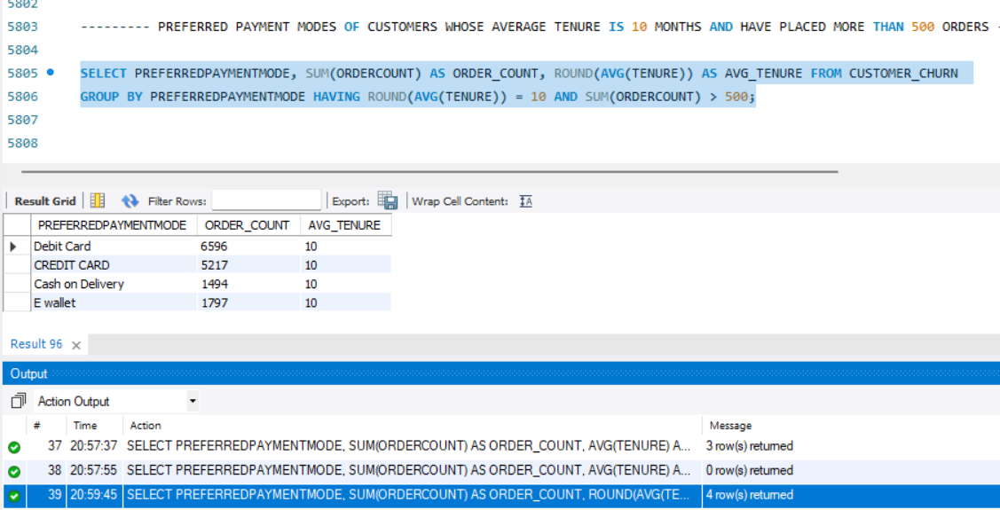 5802
5803 --------- PREFERRED PAYMENT MODES OF CUSTOMERS WHOSE AVERAGE TENURE IS 10 MONTHS AND HAVE PLACED MORE THAN 500 ORDERS -
5804
5805 SELECT PREFERREDPAYMENTMODE, SUM(ORDERCOUNT) AS ORDER_COUNT, ROUND(AVG(TENURE)) AS AVG_TENURE FROM CUSTOMER_CHURN
5806 GROUP BY PREFERREDPAYMENTMODE HAVING ROUND(AVG(TENURE)) = 10 AND SUM(ORDERCOUNT) > 500;
5807
5808
Result Grid Filter Rows: Export: Wrap Cell Content: IA
PREFERREDPAYMENTMODE ORDER_COUNT AVG_TENURE
Debit Card 6596 10
CREDIT CARD 5217 10
Cash on Delivery 1494 10
E wallet 1797 10
Result 96 ×
Output
Action Output
# Time Action Message
37 20:57:37 SELECT PREFERREDPAYMENTMODE, SUM(ORDERCOUNT) AS ORDER_COUNT, AVG(TENURE) A... 3 row(s) returned
38 20:57:55 SELECT PREFERREDPAYMENTMODE, SUM(ORDERCOUNT) AS ORDER_COUNT, AVG(TENURE) A... 0 row(s) returned
39 20:59:45 SELECT PREFERREDPAYMENTMODE, SUM(ORDERCOUNT) AS ORDER_COUNT, ROUND(AVG(TE... 4 row(s) returned